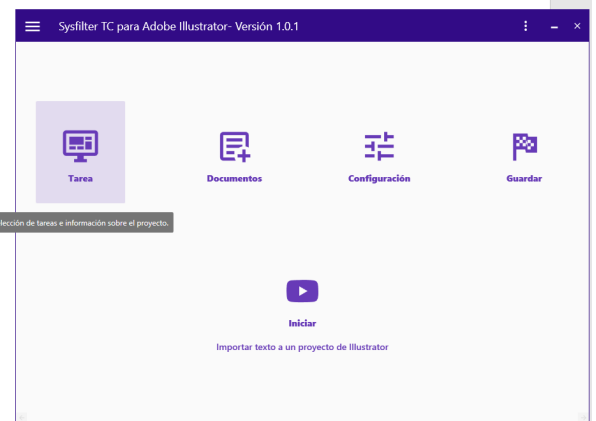 Sysfilter TC para Adobe Illustrator- Versión 1.0.1
Tarea
Documentos
Configuración
Guardar
de tareas e información sobre el proyecto.
Iniciar
Importar texto a un proyecto de Illustrator